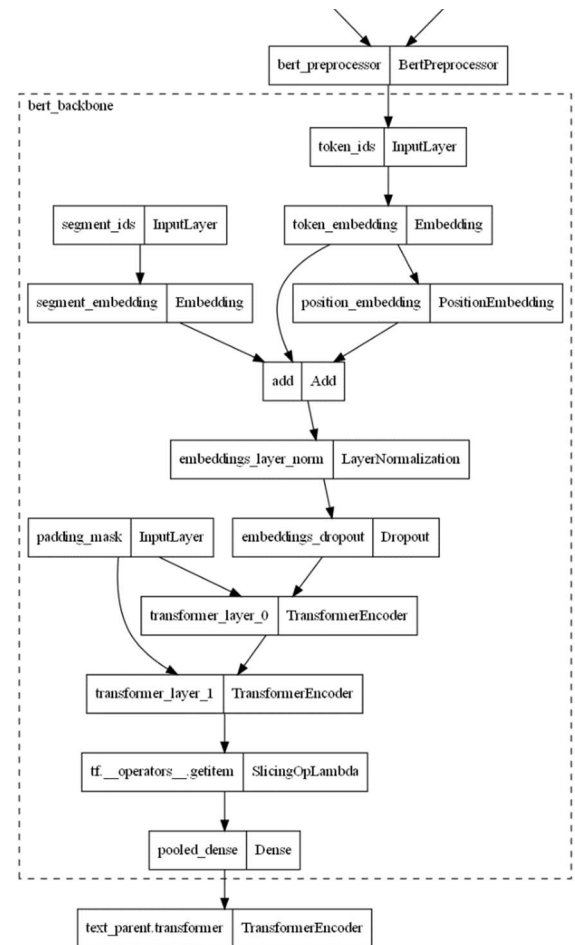 bert_preprocessor BertPreprocessor
bert_backbone
token_ids InputLayer
segment_ids InputLayer
token_embedding Embedding
segment_embedding Embedding
position_embedding PositionEmbedding
add Add
embeddings_layer_norm LayerNormalization
padding_mask InputLayer
embeddings_dropout Dropout
transformer_layer_0 TransformerEncoder
transformer_layer_1 TransformerEncoder
tf.__operators__.getitem SlicingOpLambda
pooled_dense Dense
text_parent.transformer TransformerEncoder